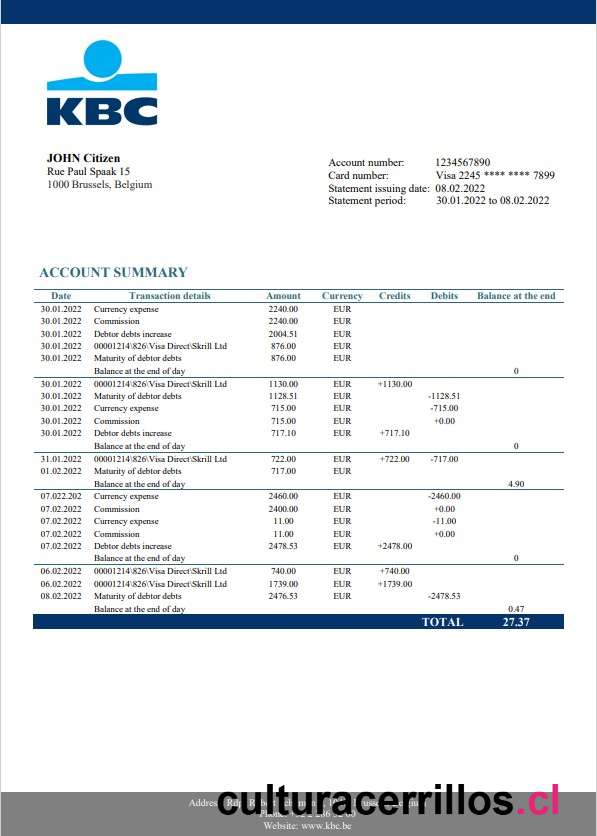 KBC
JOHN Citizen
Rue Paul Spaak 15
1000 Brussels, Belgium
Account number: 1234567890
Card number: Visa 2245 **** **** 7899
Statement issuing date: 08.02.2022
Statement period: 30.01.2022 to 08.02.2022
ACCOUNT SUMMARY
Date Transaction details Amount Currency Credits Debits Balance at the end
30.01.2022 Currency expense 2240.00 EUR
30.01.2022 Commission 2240.00 EUR
30.01.2022 Debtor debts increase 2004.51 EUR
30.01.2022 00001214\826\Visa Direct\Skrill Ltd 876.00 EUR
30.01.2022 Maturity of debtor debts 876.00 EUR
Balance at the end of day 0
30.01.2022 00001214\826\Visa Direct\Skrill Ltd 1130.00 EUR +1130.00
30.01.2022 Maturity of debtor debts 1128.51 EUR -1128.51
30.01.2022 Currency expense 715.00 EUR -715.00
30.01.2022 Commission 715.00 EUR +0.00
30.01.2022 Debtor debts increase 717.10 EUR +717.10
Balance at the end of day 0
31.01.2022 00001214\826\Visa Direct\Skrill Ltd 722.00 EUR +722.00 -717.00
01.02.2022 Maturity of debtor debts 717.00 EUR
Balance at the end of day 4.90
07.022.202 Currency expense 2460.00 EUR -2460.00
07.02.2022 Commission 2400.00 EUR +0.00
07.02.2022 Currency expense 11.00 EUR -11.00
07.02.2022 Commission 11.00 EUR +0.00
07.02.2022 Debtor debts increase 2478.53 EUR +2478.00
Balance at the end of day 0
06.02.2022 00001214\826\Visa Direct\Skrill Ltd 740.00 EUR +740.00
06.02.2022 00001214\826\Visa Direct\Skrill Ltd 1739.00 EUR +1739.00
08.02.2022 Maturity of debtor debts 2476.53 EUR -2478.53
Balance at the end of day 0.47
TOTAL 27.37
culturacerrillos.cl
Website: www.kbc.be